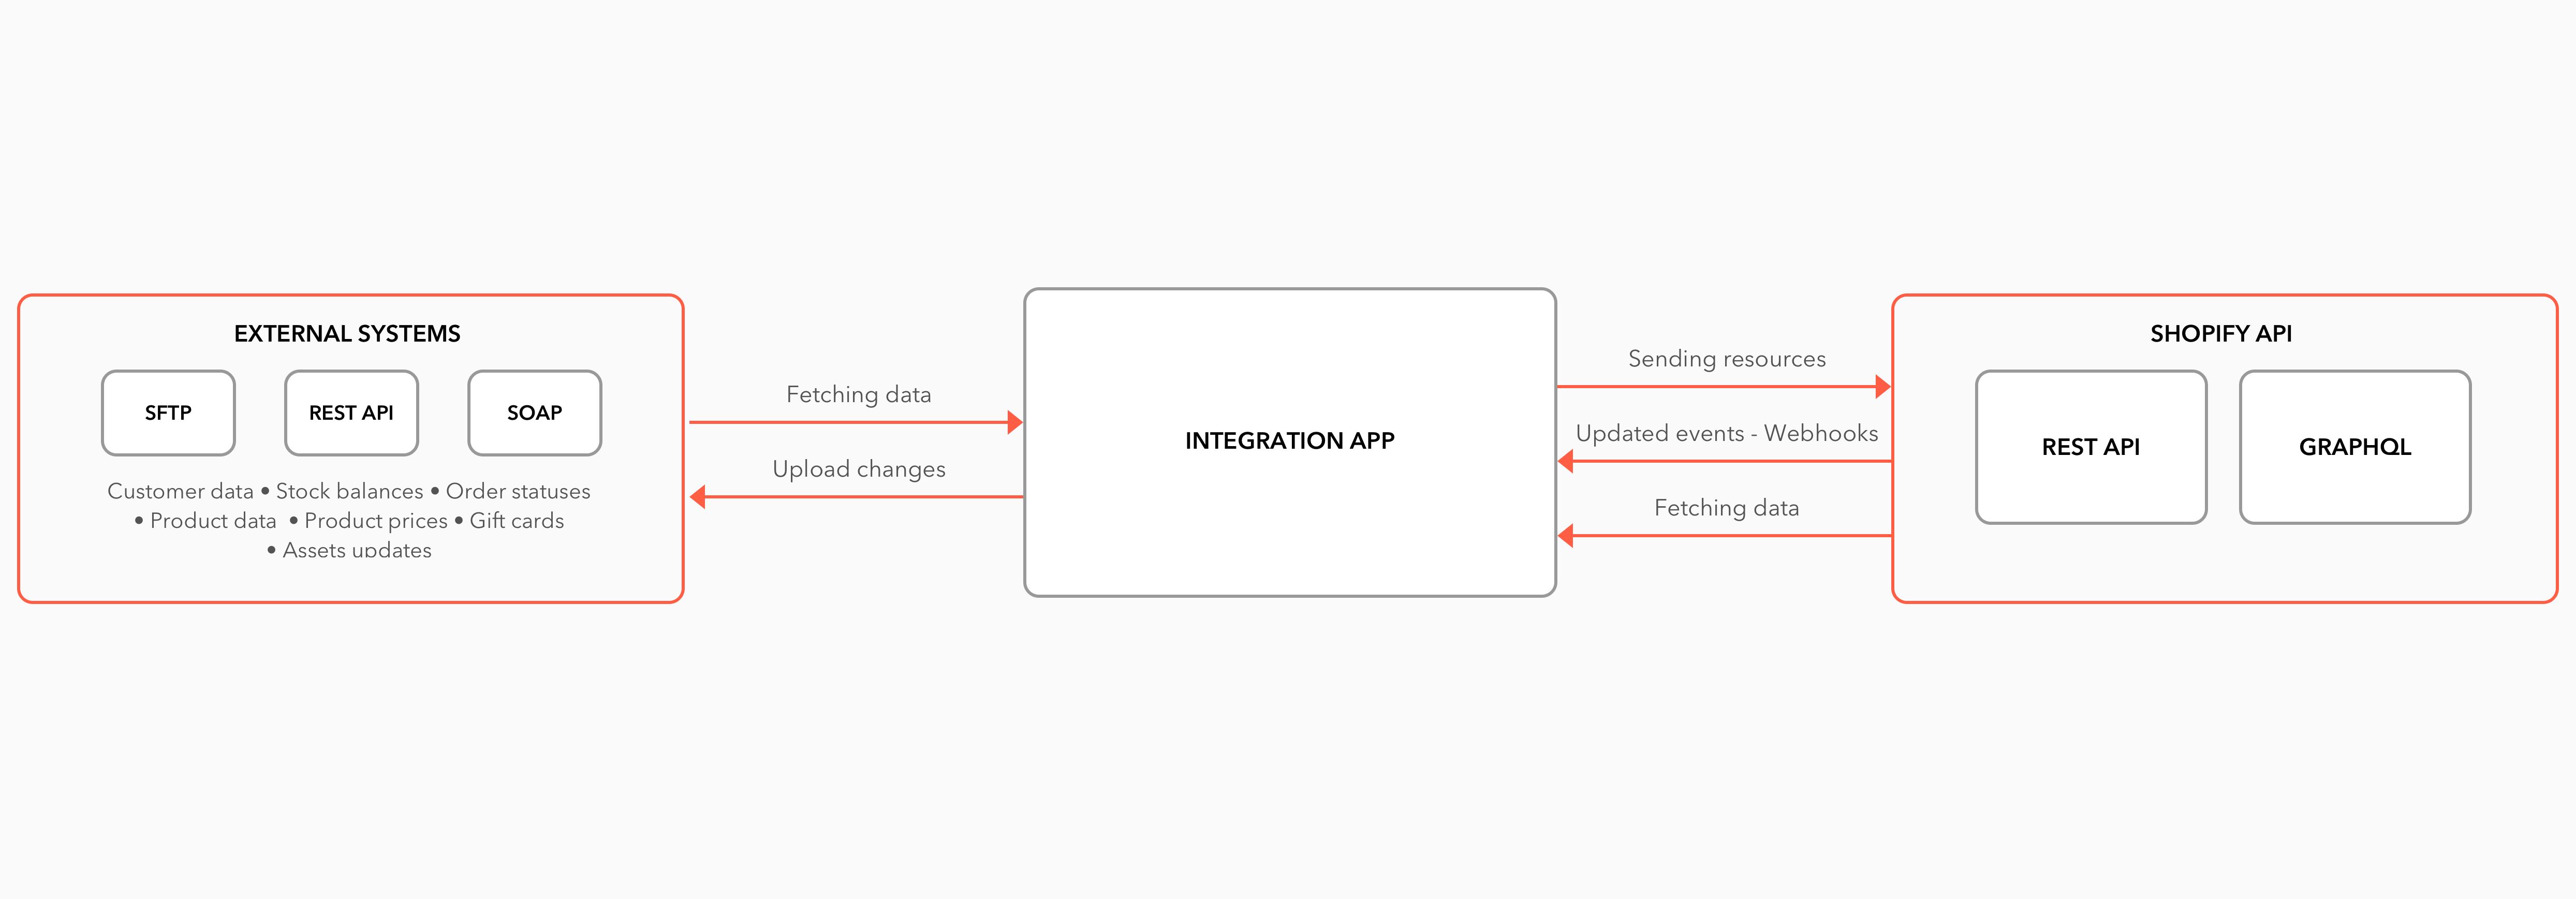 EXTERNAL SYSTEMS
SFTP
REST API
SOAP
Customer data • Stock balances • Order statuses
• Product data • Product prices • Gift cards
• Assets updates
Fetching data
Upload changes
INTEGRATION APP
Sending resources
Updated events - Webhooks
Fetching data
SHOPIFY API
REST API
GRAPHQL